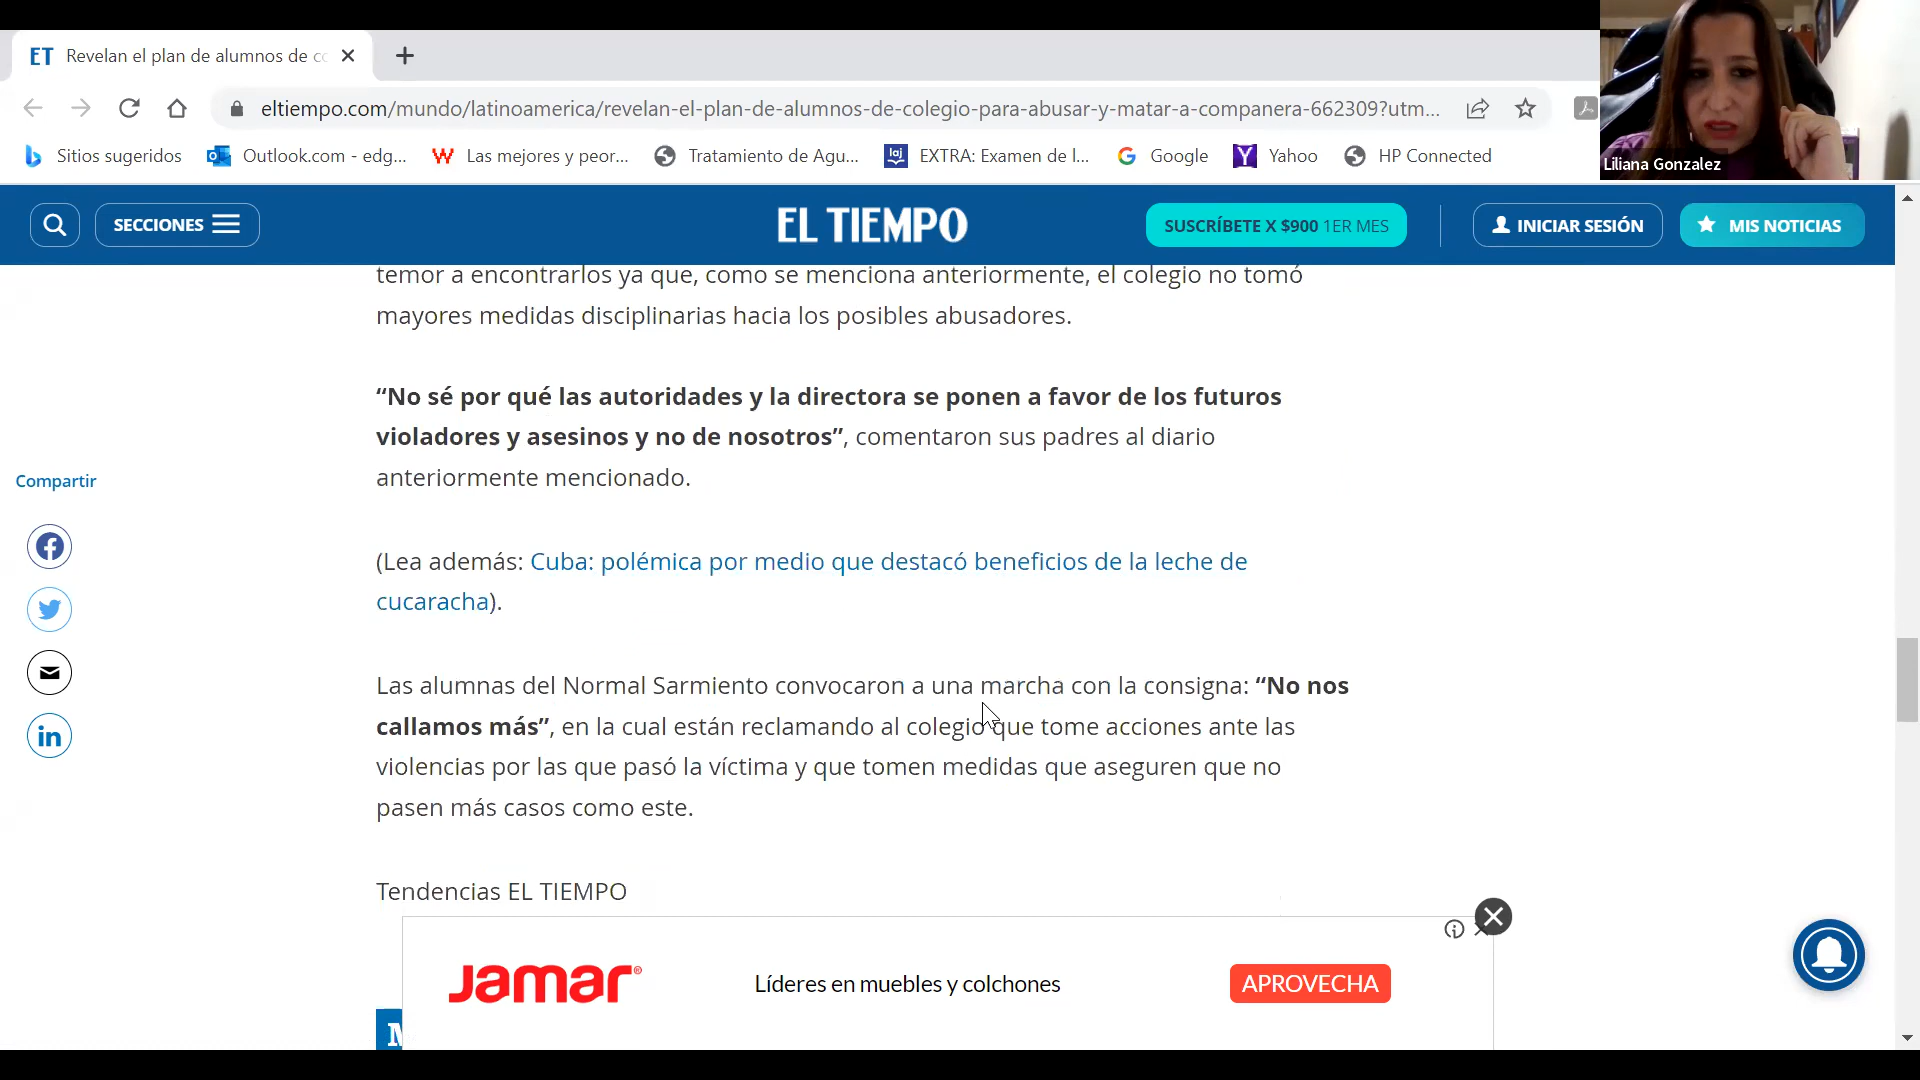 ET Revelan el plan de alumnos de co
eltiempo.com/mundo/latinoamerica/revelan-el-plan-de-alumnos-de-colegio-para-abusar-y-matar-a-companera-662309?utm...
Sitios sugeridos
Outlook.com - edg...
Las mejores y peor...
Tratamiento de Agu...
EXTRA: Examen de l...
Google
Yahoo
HP Connected
Liliana Gonzalez
SECCIONES
EL TIEMPO
SUSCRÍBETE X $900 1ER MES
INICIAR SESIÓN
MIS NOTICIAS
temor a encontrarlos ya que, como se menciona anteriormente, el colegio no tomó
mayores medidas disciplinarias hacia los posibles abusadores.
“No sé por qué las autoridades y la directora se ponen a favor de los futuros
violadores y asesinos y no de nosotros”, comentaron sus padres al diario
anteriormente mencionado.
Compartir
(Lea además: Cuba: polémica por medio que destacó beneficios de la leche de
cucaracha).
Las alumnas del Normal Sarmiento convocaron a una marcha con la consigna: “No nos
callamos más”, en la cual están reclamando al colegio que tome acciones ante las
violencias por las que pasó la víctima y que tomen medidas que aseguren que no
pasen más casos como este.
Tendencias EL TIEMPO
Jamar®
Líderes en muebles y colchones
APROVECHA